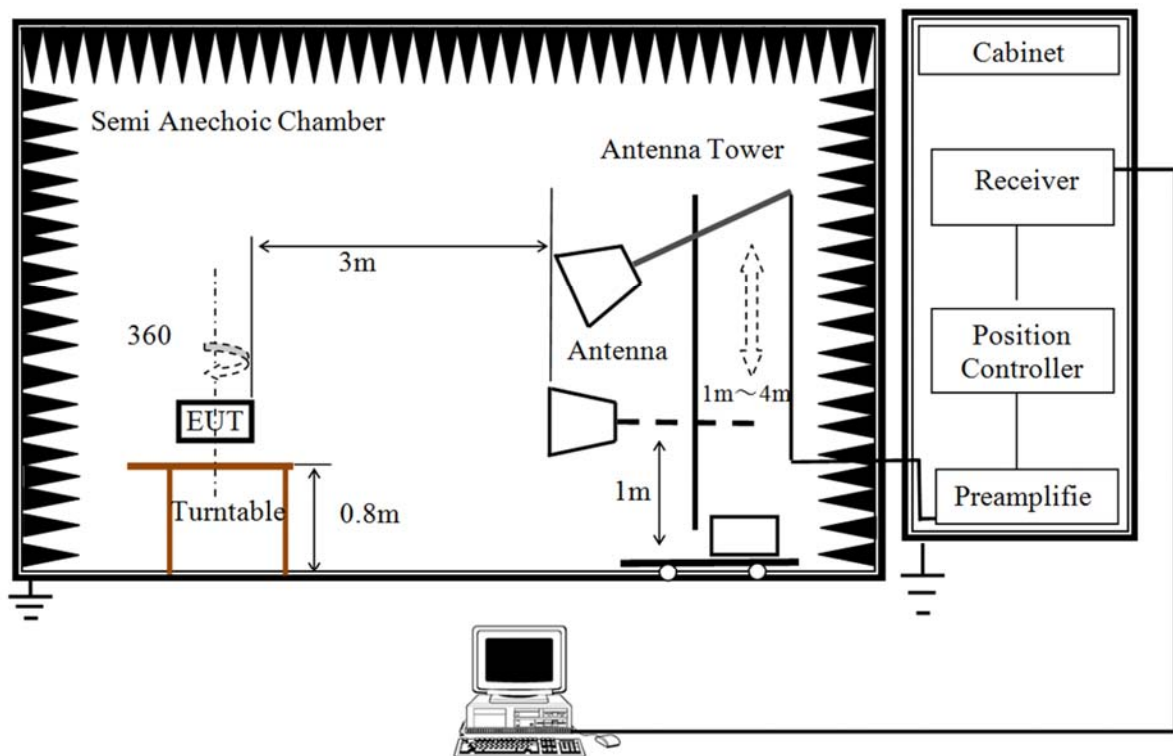 Cabinet
Semi Anechoic Chamber
Antenna Tower
Receiver
3m
360
Antenna
Position
Controller
1m～4m
EUT
1m
Turntable
0.8m
Preamplifie